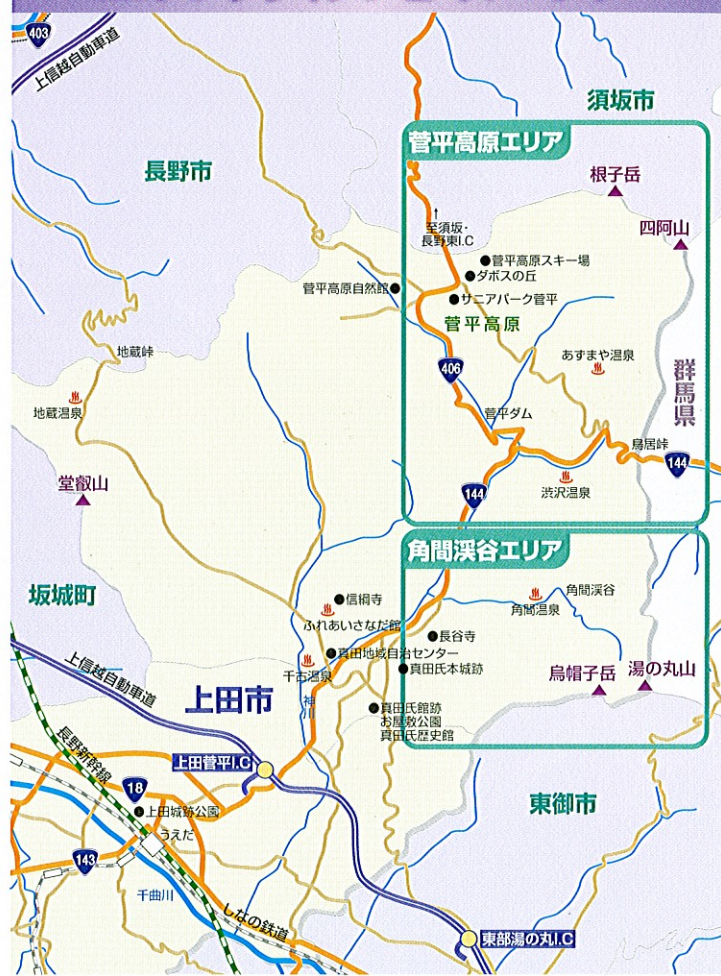 403
上信越自動車道
須坂市
菅平高原エリア
長野市
根子岳
四阿山
至須坂・
長野東I.C
菅平高原スキー場
ダボスの丘
菅平高原自然館
サニアパーク菅平
菅平高原
地蔵峠
あずまや温泉
群馬県
406
地蔵温泉
菅平ダム
鳥居峠
144
堂叡山
144
渋沢温泉
角間渓谷エリア
坂城町
信綱寺
角間渓谷
角間温泉
ふれあいさなだ館
長谷寺
真田地域自治センター
上信越自動車道
千古温泉
真田氏本城跡
烏帽子岳
湯の丸山
上田市
神川
真田氏館跡
お屋敷公園
真田氏歴史館
長野新幹線
上田菅平I.C
18
上田城跡公園
東御市
うえだ
143
千曲川
しなの鉄道
東部湯の丸I.C